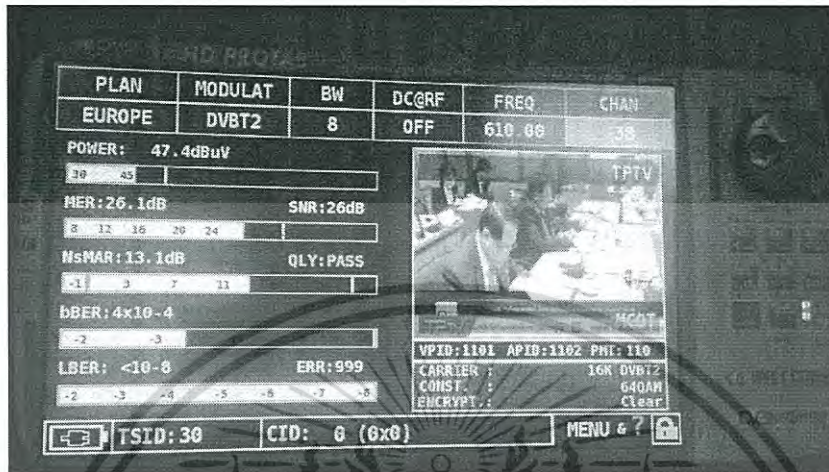 HD PROTAB
PLAN MODULAT BW DC@RF FREQ CHAN
EUROPE DVBT2 8 OFF 610.00 38
POWER: 47.4dBuV
30 45
MER:26.1dB SNR:26dB
8 12 16 20 24
NsMAR:13.1dB QLY:PASS
-1 3 7 11
bBER:4x10-4
-2 -3
LBER: <10-8 ERR:999
-2 -3 -4 -5 -6 -7 -8
TPTV
MCOT
VPID:1101 APID:1102 PMT: 110
CARRIER : 16K DVBT2
CONST. : 64QAM
ENCRYPT.: Clear
TSID:30 CID: 0 (0x0) MENU & ?